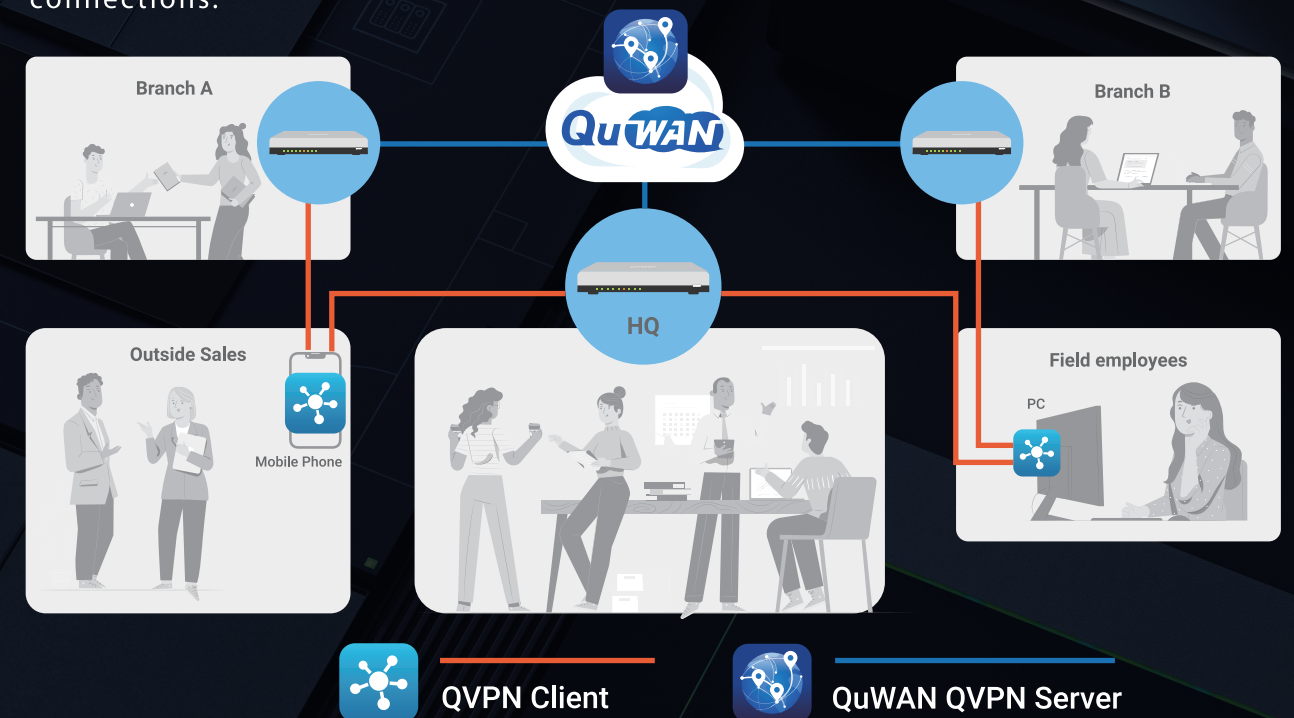 connections.
Branch A
QuWAN
Branch B
HQ
Outside Sales
Mobile Phone
Field employees
PC
QVPN Client
QuWAN QVPN Server